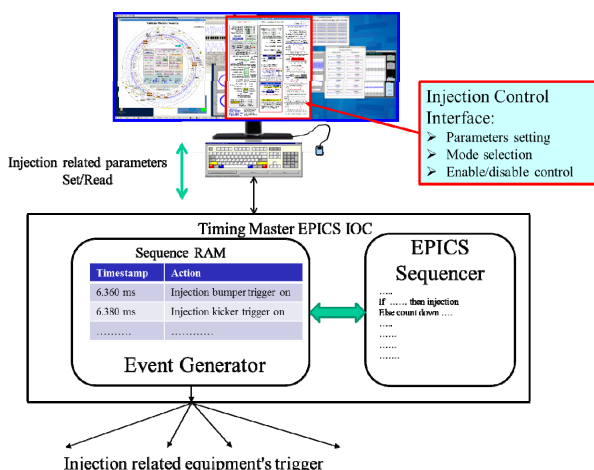 Injection Control
Interface:
➢ Parameters setting
➢ Mode selection
➢ Enable/disable control
Injection related parameters
Set/Read
Timing Master EPICS IOC
Sequence RAM
Timestamp Action
6.360 ms Injection bumper trigger on
6.380 ms Injection kicker trigger on
………. …………
Event Generator
EPICS
Sequencer
…..
If …… then injection
Else count down ….
…..
……
……
…….
Injection related equipment's trigger